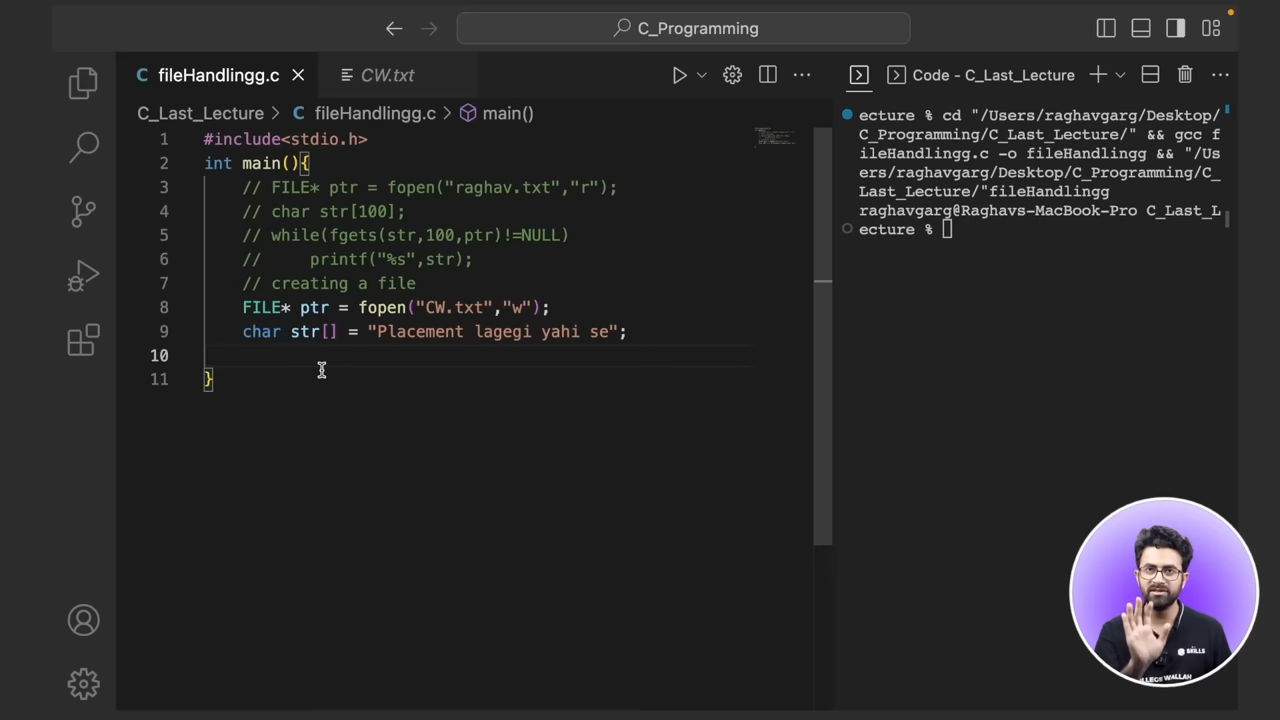 C_Programming
C fileHandlingg.c
CW.txt
Code - C_Last_Lecture
C_Last_Lecture > C fileHandlingg.c > main()
1 #include<stdio.h>
2 int main(){
3 // FILE* ptr = fopen("raghav.txt","r");
4 // char str[100];
5 // while(fgets(str,100,ptr)!=NULL)
6 //     printf("%s",str);
7 // creating a file
8 FILE* ptr = fopen("CW.txt","w");
9 char str[] = "Placement lagegi yahi se";
10
11 }
ecture % cd "/Users/raghavgarg/Desktop/
C_Programming/C_Last_Lecture/" && gcc f
ileHandlingg.c -o fileHandlingg && "/Us
ers/raghavgarg/Desktop/C_Programming/C_
Last_Lecture/"fileHandlingg
raghavgarg@Raghavs-MacBook-Pro C_Last_L
ecture %
SKILLS
LLEGE WALLAH